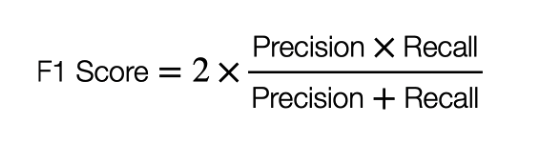 F1 Score = 2 × Precision × Recall
Precision + Recall